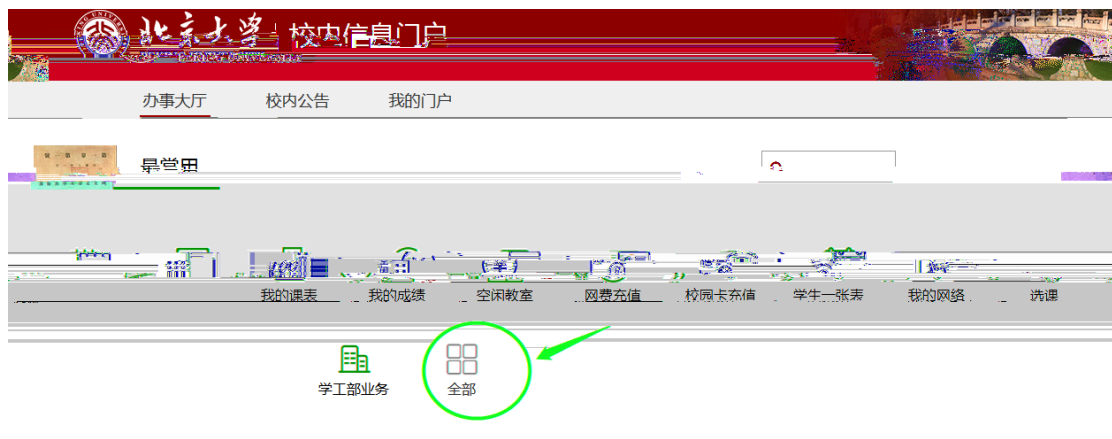 北京大学 校内信息门户
办事大厅 校内公告 我的门户
最常用
我的课表 我的成绩 空闲教室 网费充值 校园卡充值 学生一张表 我的网络 选课
学工部业务 全部